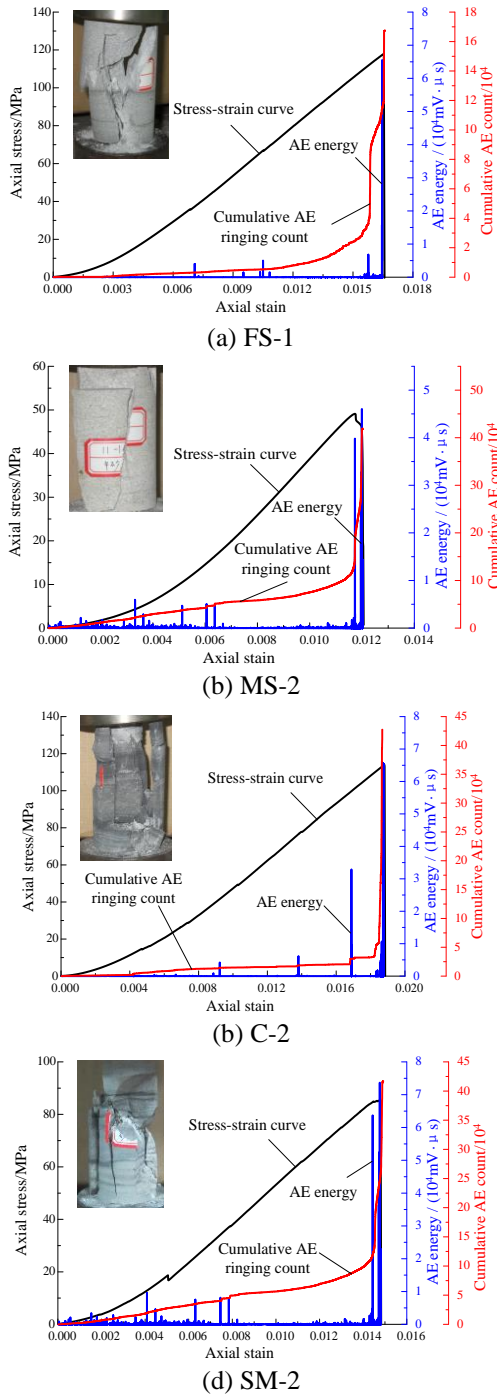 140
120
100
80
60
40
20
0
Axial stress/MPa
Stress-strain curve
AE energy
Cumulative AE
ringing count
8
7
6
5
4
3
2
1
0
AE energy / (10⁴mV · μ s)
18
16
14
12
10
8
6
4
2
0
Cumulative AE count/10⁴
0.000 0.003 0.006 0.009 0.012 0.015 0.018
Axial stain
(a) FS-1
60
50
40
30
20
10
0
Axial stress/MPa
11-1
Stress-strain curve
AE energy
Cumulative AE
ringing count
5
4
3
2
1
0
AE energy / (10⁴mV · μ s)
50
40
30
20
10
0
Cumulative AE count/10⁴
0.000 0.002 0.004 0.006 0.008 0.010 0.012 0.014
Axial stain
(b) MS-2
140
120
100
80
60
40
20
0
Axial stress/MPa
Stress-strain curve
Cumulative AE
ringing count
AE energy
8
7
6
5
4
3
2
1
0
AE energy / (10⁴mV · μ s)
45
40
35
30
25
20
15
10
5
0
Cumulative AE count/10⁴
0.000 0.004 0.008 0.012 0.016 0.020
Axial stain
(b) C-2
100
80
60
40
20
0
Axial stress/MPa
Stress-strain curve
AE energy
Cumulative AE
ringing count
8
7
6
5
4
3
2
1
0
AE energy / (10⁴mV · μ s)
45
40
35
30
25
20
15
10
5
0
Cumulative AE count/10⁴
0.000 0.002 0.004 0.006 0.008 0.010 0.012 0.014 0.016
Axial stain
(d) SM-2